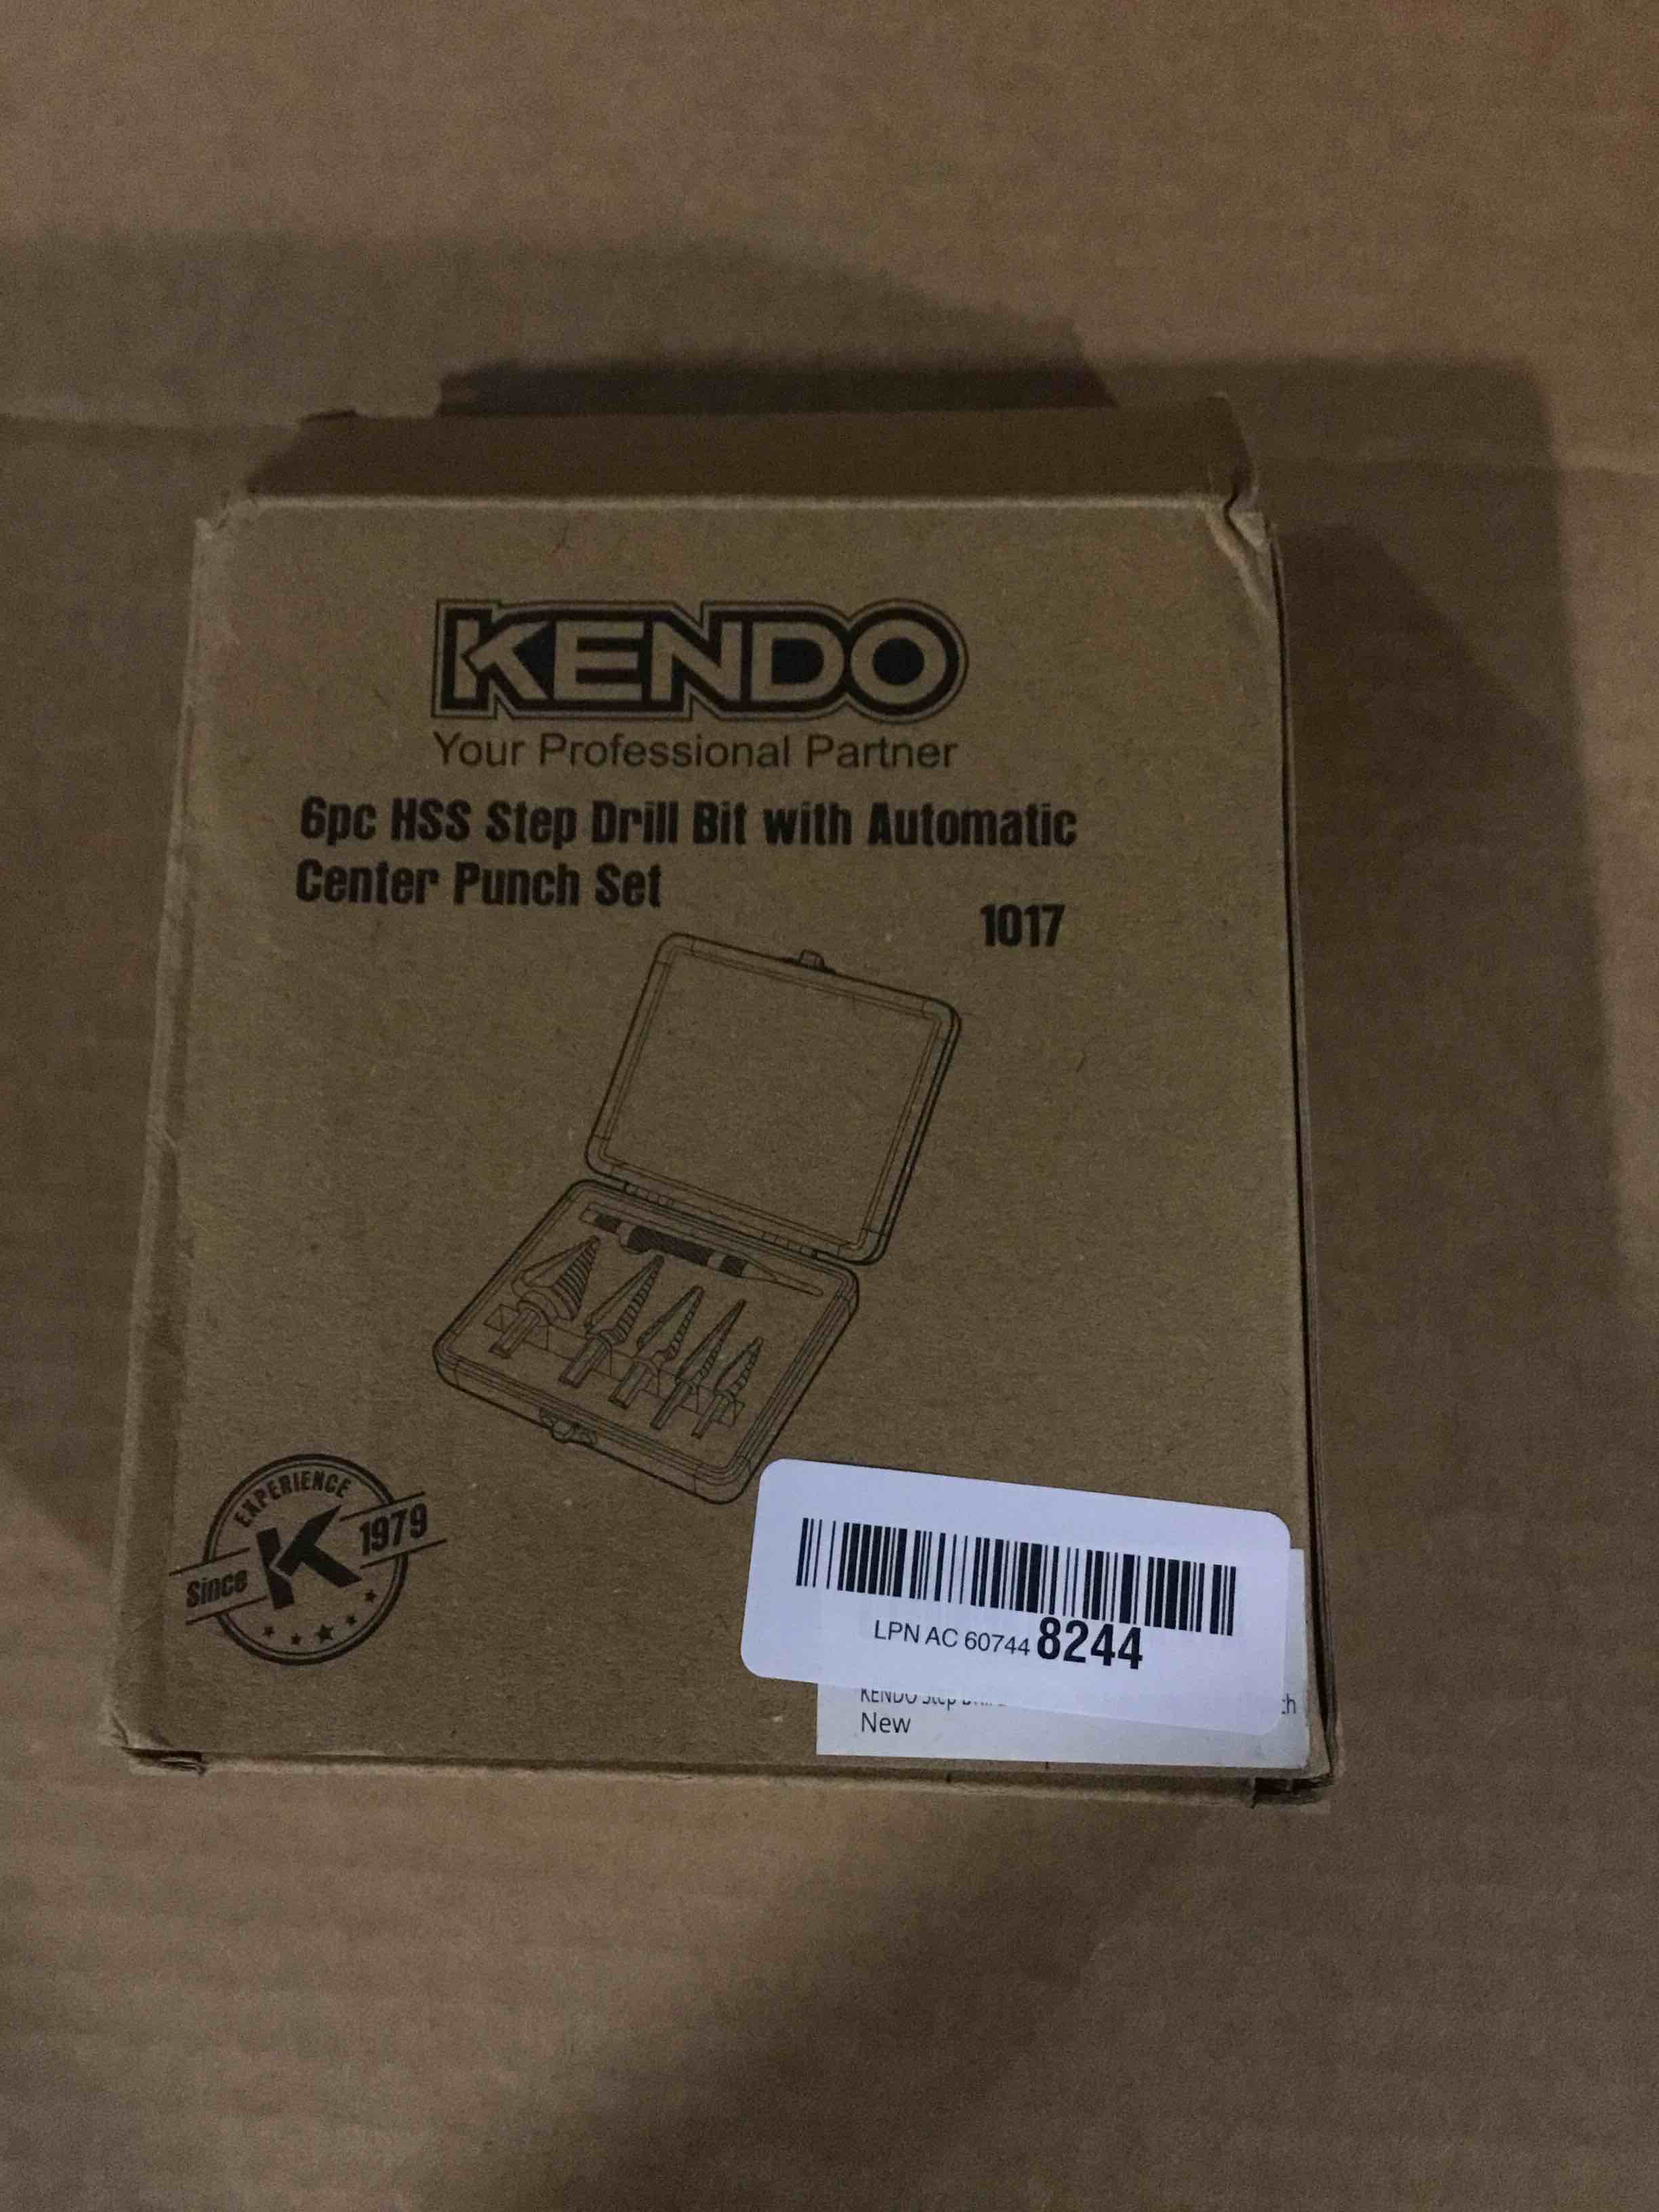 KENDO
Your Professional Partner
6pc HSS Step Drill Bit with Automatic
Center Punch Set
1017
EXPERIENCE
Since K 1979
LPN AC 60744 8244
KENDO Step
New